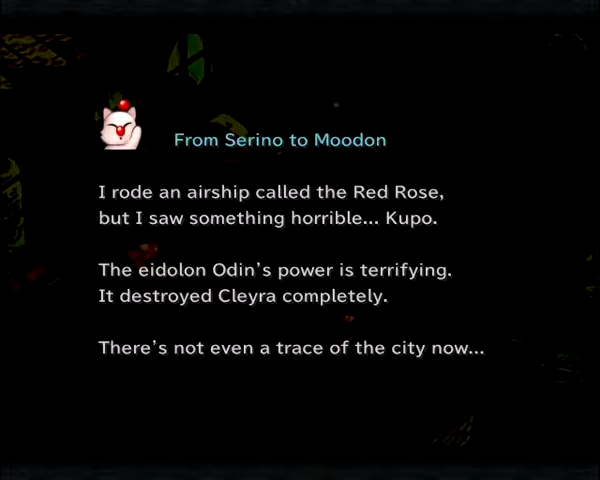 From Serino to Moodon
I rode an airship called the Red Rose,
but I saw something horrible... Kupo.
The eidolon Odin's power is terrifying.
It destroyed Cleyra completely.
There's not even a trace of the city now...